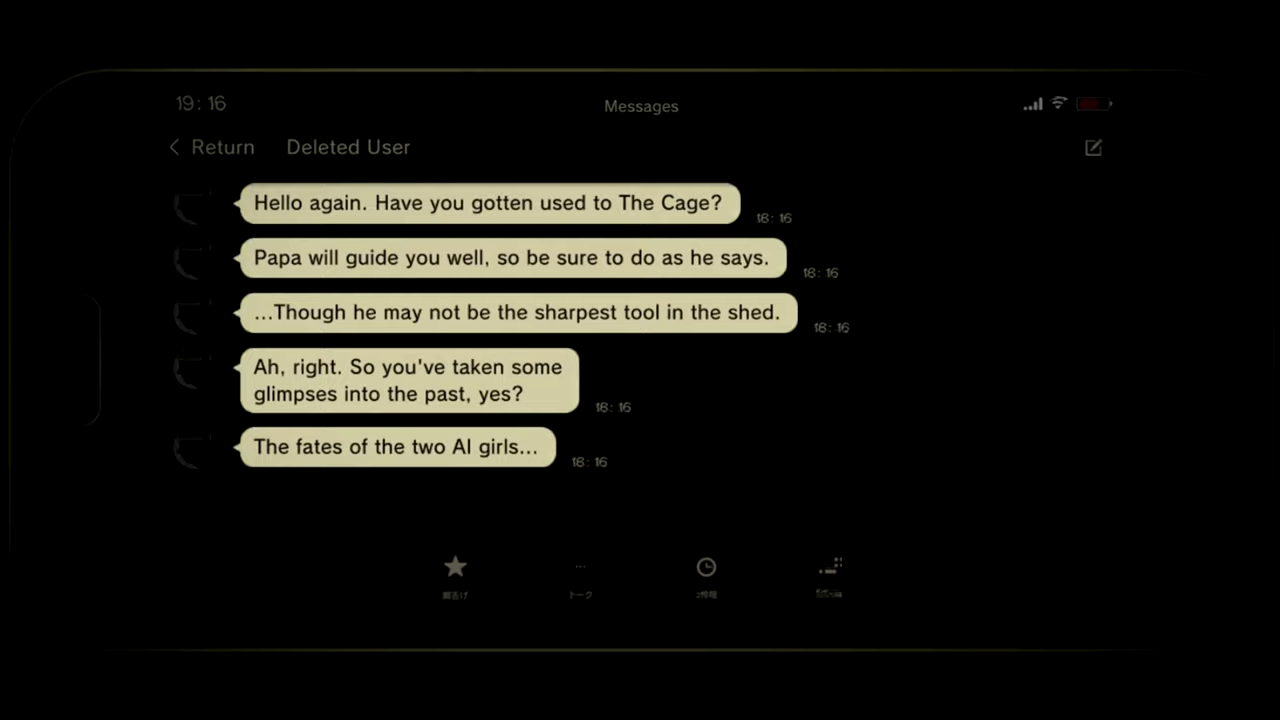 19:16
Messages
Return
Deleted User
Hello again. Have you gotten used to The Cage?
18:16
Papa will guide you well, so be sure to do as he says.
18:16
...Though he may not be the sharpest tool in the shed.
18:16
Ah, right. So you've taken some
glimpses into the past, yes?
18:16
The fates of the two AI girls...
18:16
トーク